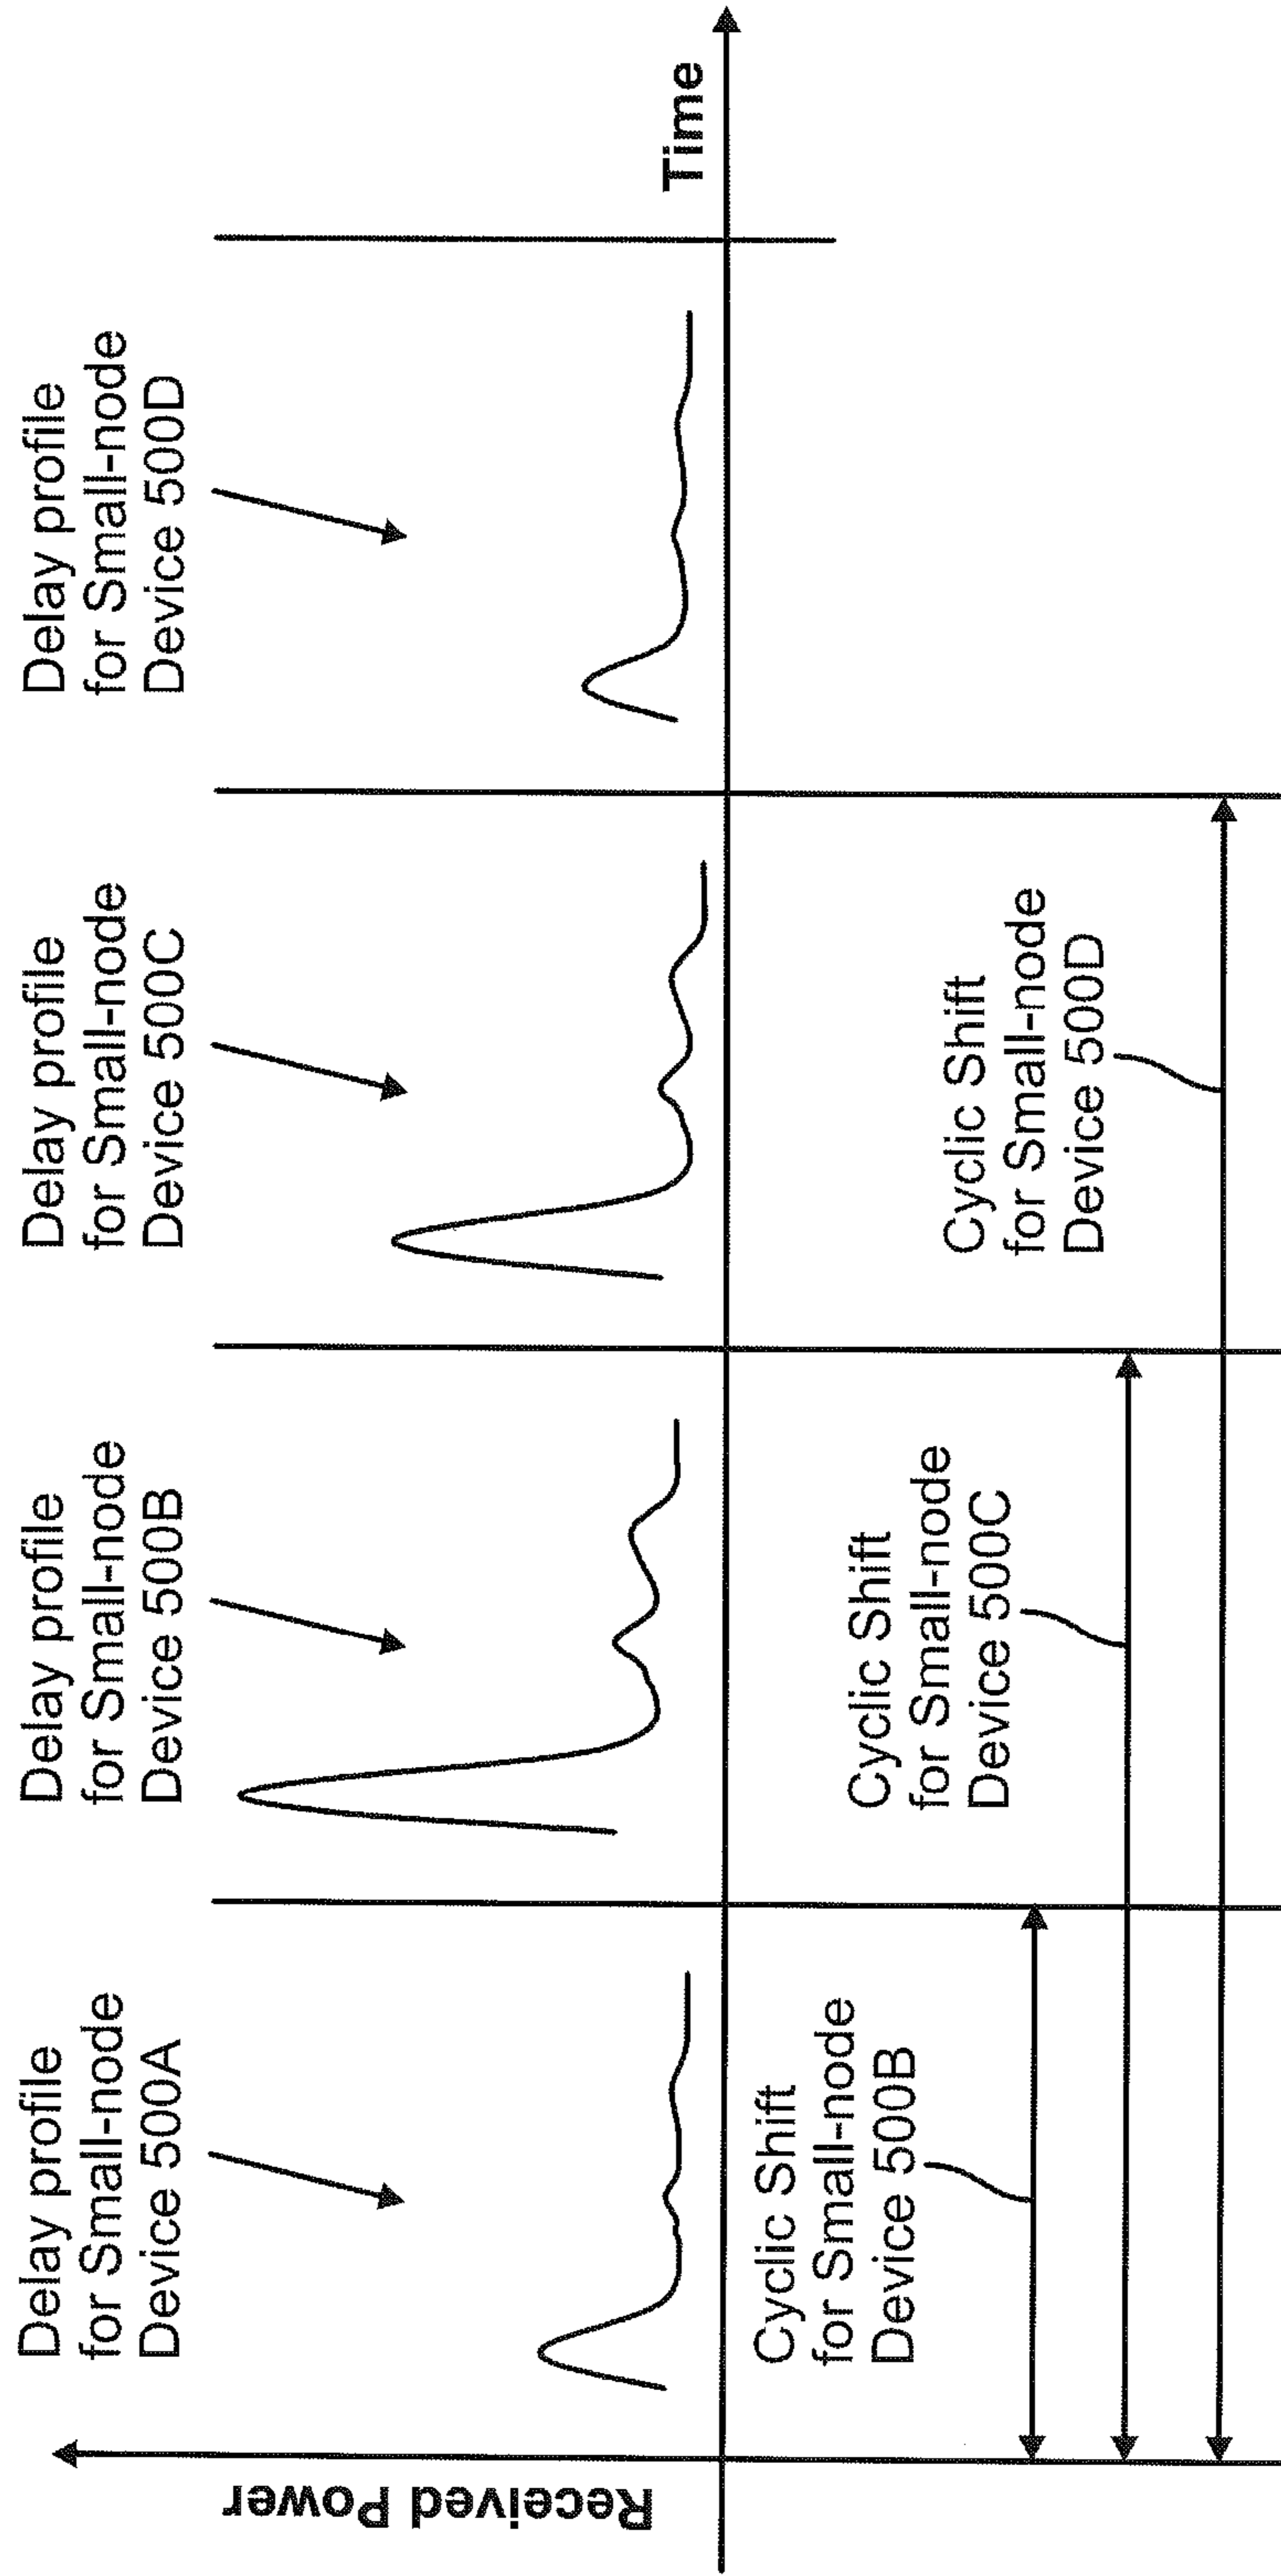 Delay profile
for Small-node
Device 500A
Delay profile
for Small-node
Device 500B
Delay profile
for Small-node
Device 500C
Delay profile
for Small-node
Device 500D
Received Power
Time
Cyclic Shift
for Small-node
Device 500B
Cyclic Shift
for Small-node
Device 500C
Cyclic Shift
for Small-node
Device 500D